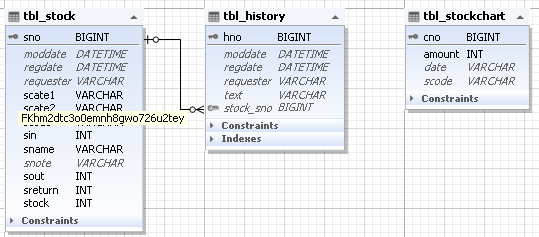 tbl_stock
sno BIGINT
moddate DATETIME
regdate DATETIME
requester VARCHAR
scate1 VARCHAR
scate2 VARCHAR
FKhm2dtc3o0emnh8gwo726u2tey
sin INT
sname VARCHAR
snote VARCHAR
sout INT
sreturn INT
stock INT
Constraints
tbl_history
hno BIGINT
moddate DATETIME
regdate DATETIME
requester VARCHAR
text VARCHAR
stock_sno BIGINT
Constraints
Indexes
tbl_stockchart
cno BIGINT
amount INT
date VARCHAR
scode VARCHAR
Constraints